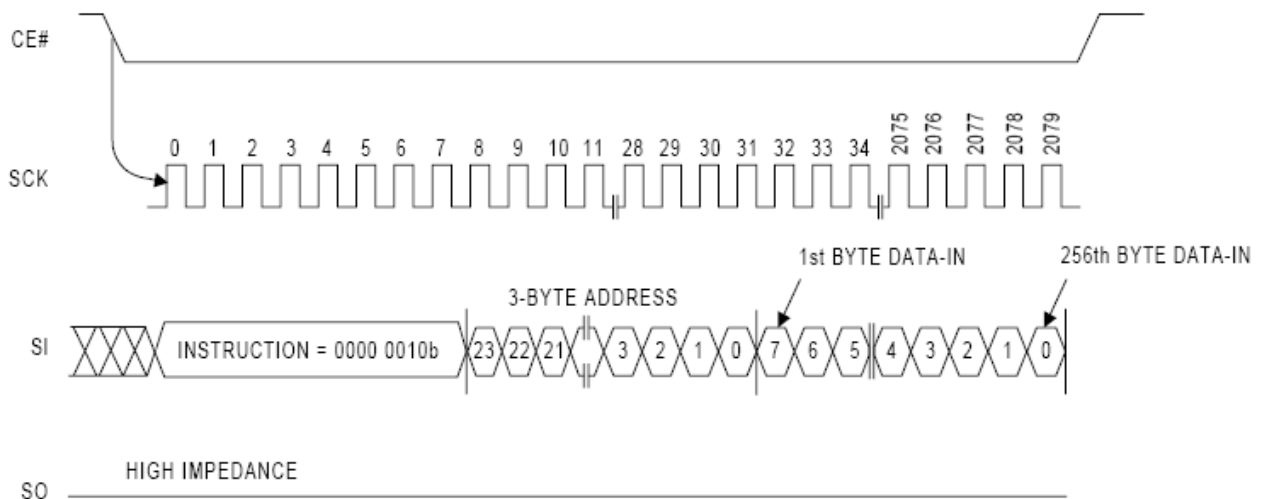 CE#
0 1 2 3 4 5 6 7 8 9 10 11 28 29 30 31 32 33 34 2075 2076 2077 2078 2079
SCK
1st BYTE DATA-IN 256th BYTE DATA-IN
3-BYTE ADDRESS
SI INSTRUCTION = 0000 0010b 23 22 21 3 2 1 0 7 6 5 4 3 2 1 0
HIGH IMPEDANCE
SO